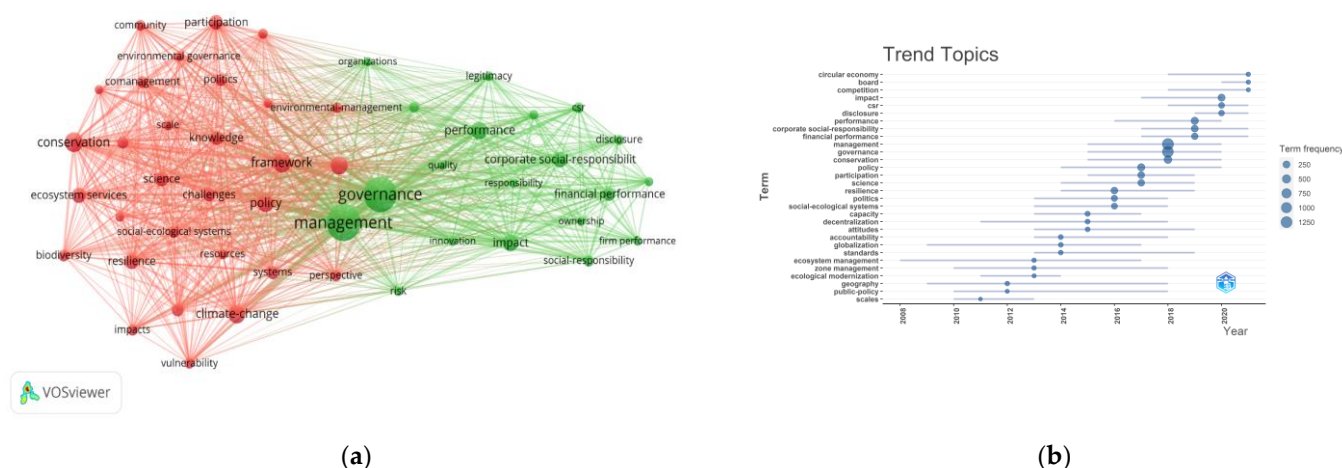 community
participation
environmental governance
comanagement
politics
organizations
legitimacy
environmental-management
csr
scale
knowledge
performance
disclosure
conservation
quality
corporate social-responsibilit
framework
science
responsibility
ecosystem services
challenges
policy
governance
financial performance
management
ownership
social-ecological systems
innovation
impact
firm performance
biodiversity
resilience
resources
systems
perspective
social-responsibility
risk
climate-change
impacts
vulnerability
VOSviewer
(a)
Trend Topics
Term
circular economy
board
competition
impact
csr
disclosure
performance
corporate social-responsibility
financial performance
management
governance
conservation
policy
participation
science
resilience
politics
social-ecological systems
capacity
decentralization
attitudes
accountability
globalization
standards
ecosystem management
zone management
ecological modernization
geography
public-policy
scales
2008
2010
2012
2014
2016
2018
2020
Year
Term frequency
250
500
750
1000
1250
(b)